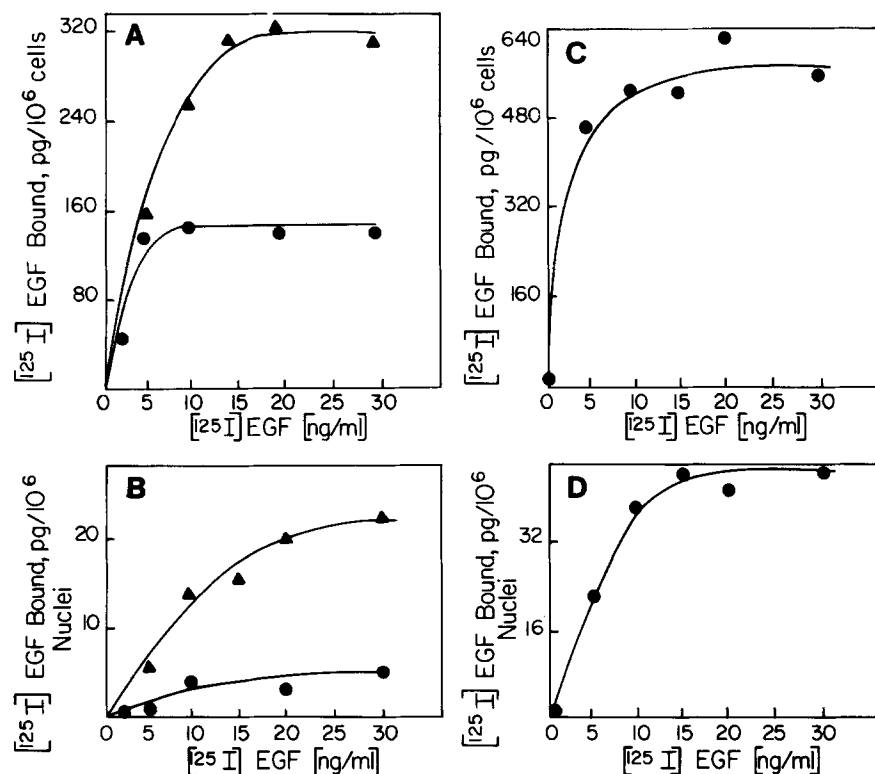 A
320
240
160
80
0
5
10
15
20
25
30
[125 I] EGF Bound, pg/10⁶ cells
[125I] EGF [ng/ml]
C
640
480
320
160
0
5
10
15
20
25
30
[125 I] EGF Bound, pg/10⁶ cells
[125I] EGF [ng/ml]
B
20
10
0
5
10
15
20
25
30
[125 I] EGF Bound, pg/10⁶
Nuclei
[125 I] EGF [ng/ml]
D
32
16
0
5
10
15
20
25
30
[125 I] EGF Bound, pg/10⁶
Nuclei
[125 I] EGF [ng/ml]